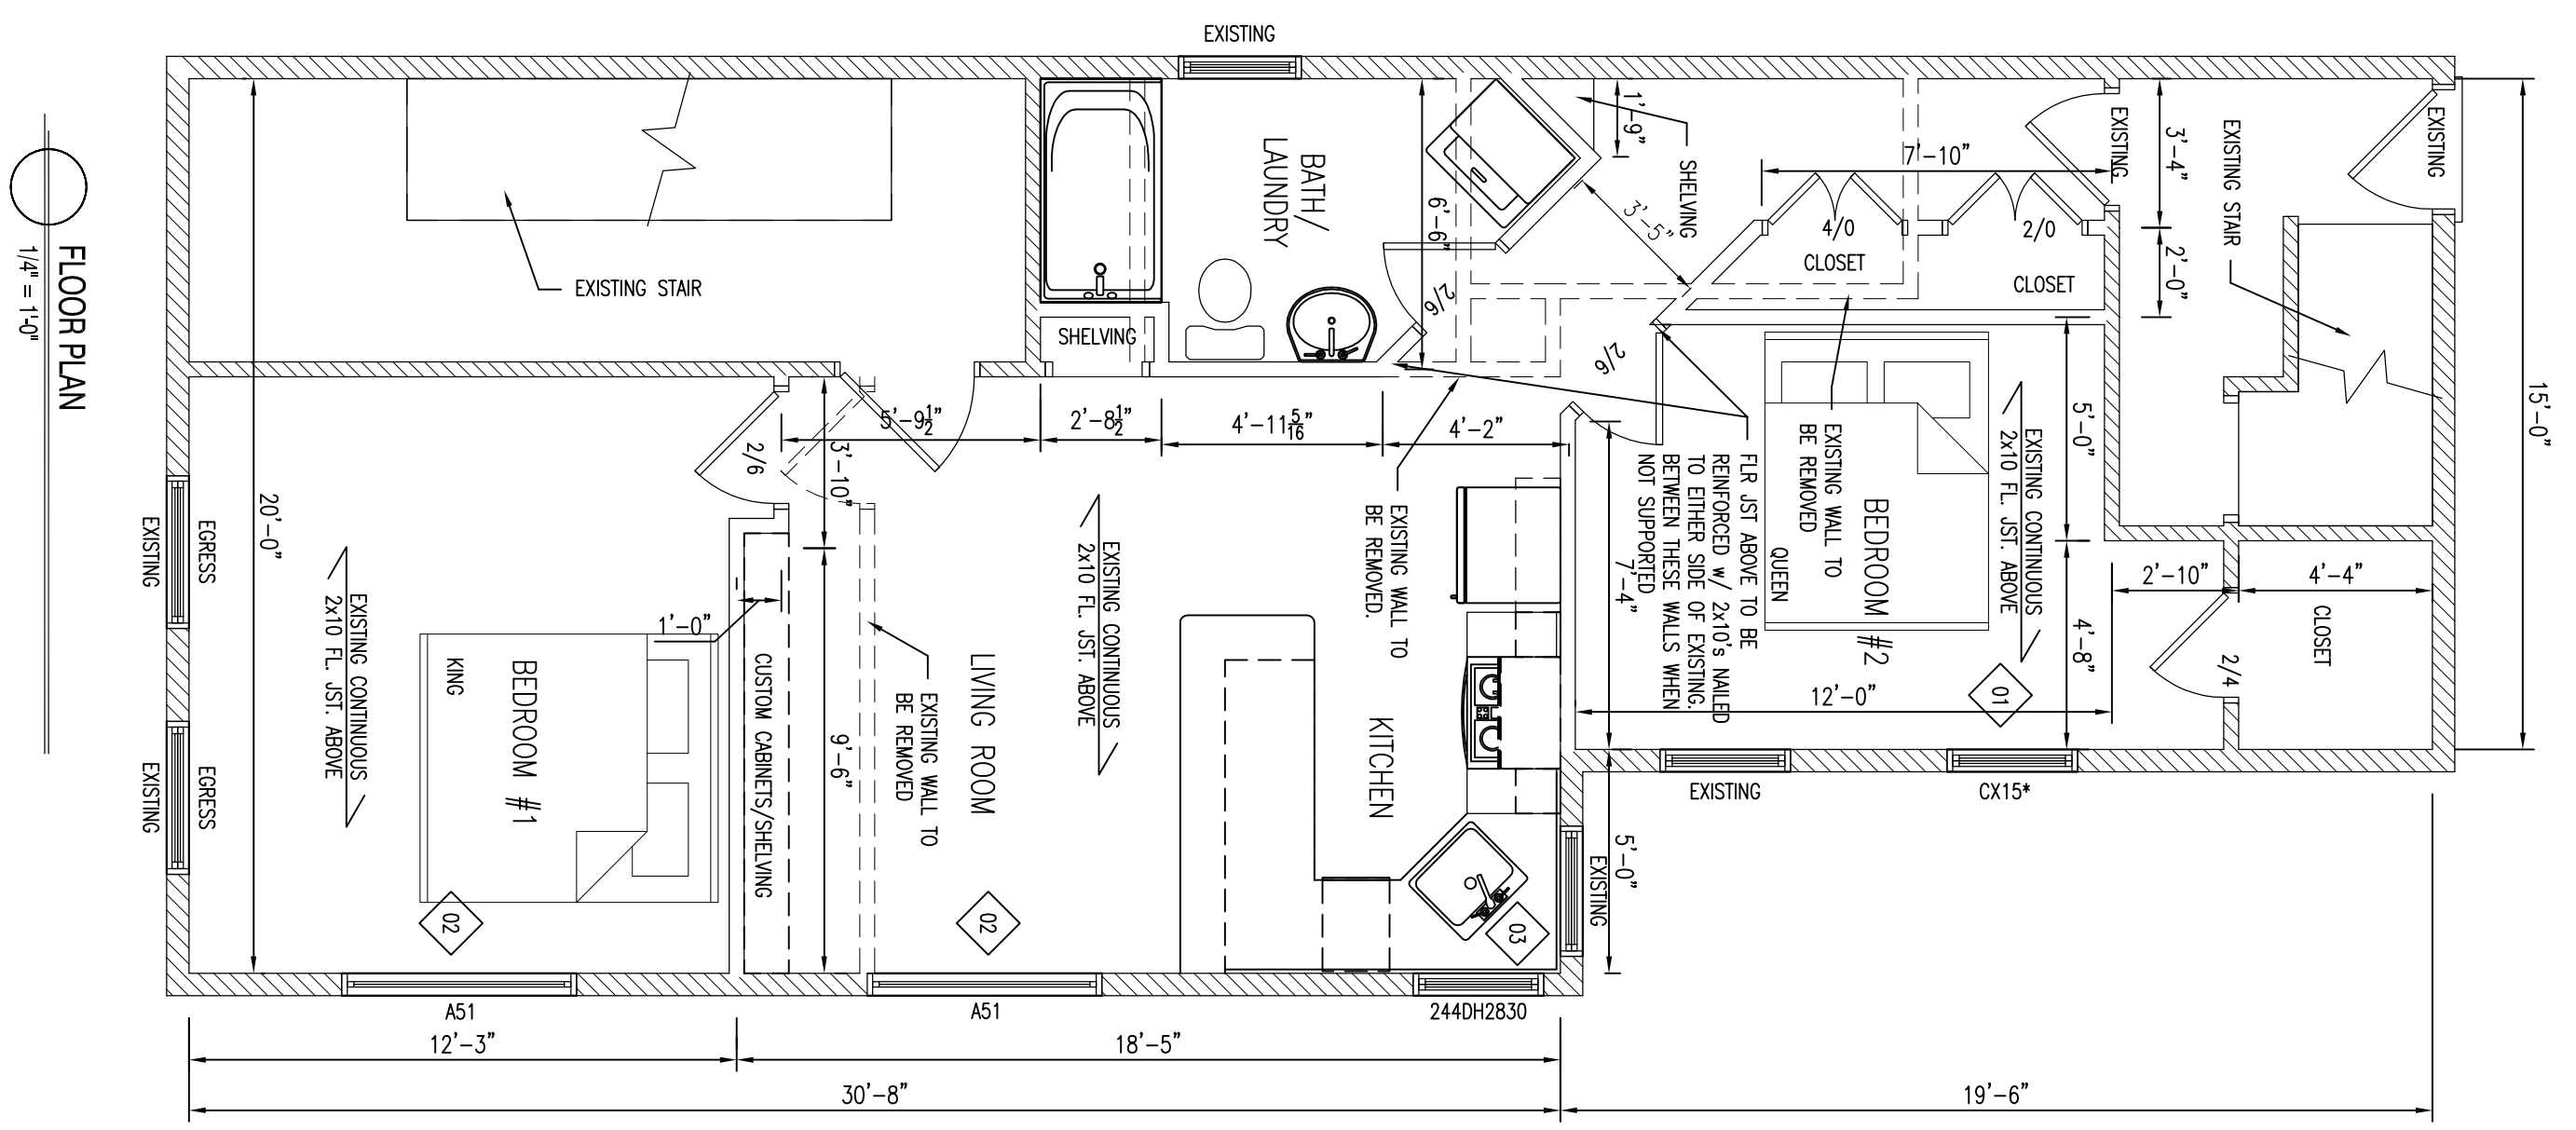 EXISTING
EXISTING
EXISTING
EXISTING STAIR
3'-4"
2'-0"
15'-0"
7'-10"
1'-9"
SHELVING
3'-5"
4/0
2/0
CLOSET
CLOSET
BATH/
LAUNDRY
6'-6"
2/6
2/6
SHELVING
EXISTING STAIR
FLOOR PLAN
1/4" = 1'-0"
5'-9½"
2'-8½"
4'-11 5/16"
4'-2"
2/6
3'-10"
20'-0"
EGRESS
EXISTING
EGRESS
EXISTING
EXISTING CONTINUOUS
2x10 FL. JST. ABOVE
KING
BEDROOM #1
1'-0"
CUSTOM CABINETS/SHELVING
9'-6"
EXISTING WALL TO
BE REMOVED
LIVING ROOM
EXISTING CONTINUOUS
2x10 FL. JST. ABOVE
EXISTING WALL TO
BE REMOVED.
KITCHEN
7'-4"
5'-0"
EXISTING
FLR JST ABOVE TO BE
REINFORCED w/ 2x10's NAILED
TO EITHER SIDE OF EXISTING.
BETWEEN THESE WALLS WHEN
NOT SUPPORTED
EXISTING WALL TO
BE REMOVED
QUEEN
BEDROOM #2
EXISTING CONTINUOUS
2x10 FL. JST. ABOVE
5'-0"
4'-8"
2'-10"
4'-4"
CLOSET
2/4
12'-0"
01
02
02
03
EXISTING
CX15*
A51
A51
244DH2830
12'-3"
18'-5"
30'-8"
19'-6"